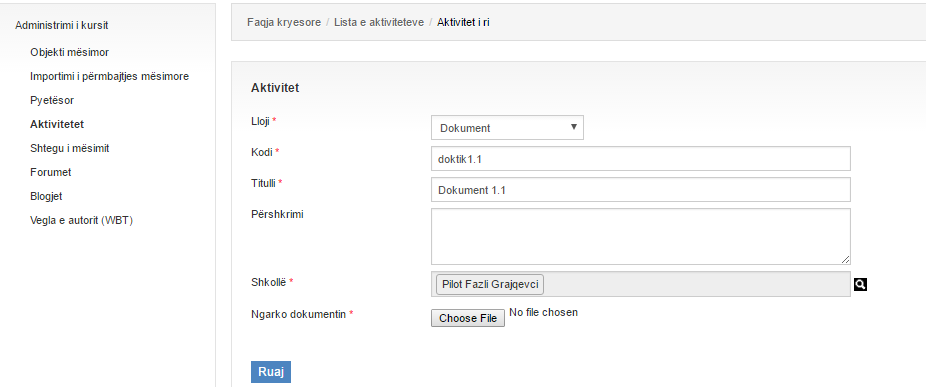 Administrimi i kursit
Objekti mësimor
Importimi i përmbajtjes mësimore
Pyetësor
Aktivitetet
Shtegu i mësimit
Forumet
Blogjet
Vegla e autorit (WBT)
Faqja kryesore / Lista e aktiviteteve / Aktivitet i ri
Aktivitet
Lloji * Dokument
Kodi * doktik1.1
Titulli * Dokument 1.1
Përshkrimi
Shkollë * Pilot Fazli Grajqevci
Ngarko dokumentin * Choose File No file chosen
Ruaj